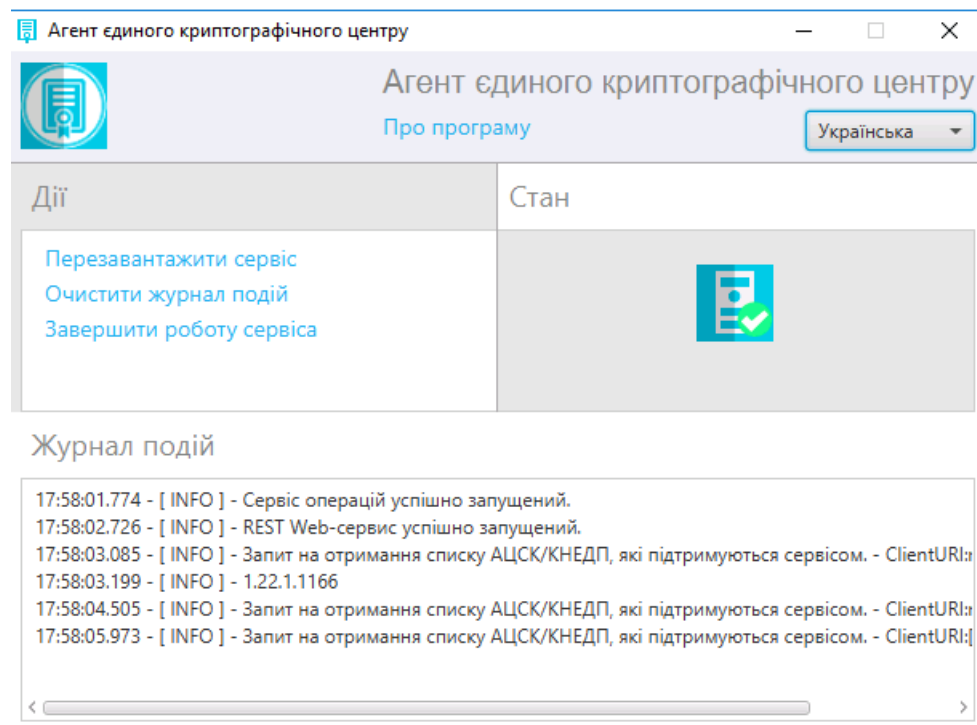 Агент єдиного криптографічного центру
Агент єдиного криптографічного центру
Про програму
Українська
Дії
Стан
Перезавантажити сервіс
Очистити журнал подій
Завершити роботу сервіса
Журнал подій
17:58:01.774 - [ INFO ] - Сервіс операцій успішно запущений.
17:58:02.726 - [ INFO ] - REST Web-сервис успішно запущений.
17:58:03.085 - [ INFO ] - Запит на отримання списку АЦСК/КНЕДП, які підтримуються сервісом. - ClientURI:
17:58:03.199 - [ INFO ] - 1.22.1.1166
17:58:04.505 - [ INFO ] - Запит на отримання списку АЦСК/КНЕДП, які підтримуються сервісом. - ClientURI:
17:58:05.973 - [ INFO ] - Запит на отримання списку АЦСК/КНЕДП, які підтримуються сервісом. - ClientURI:[